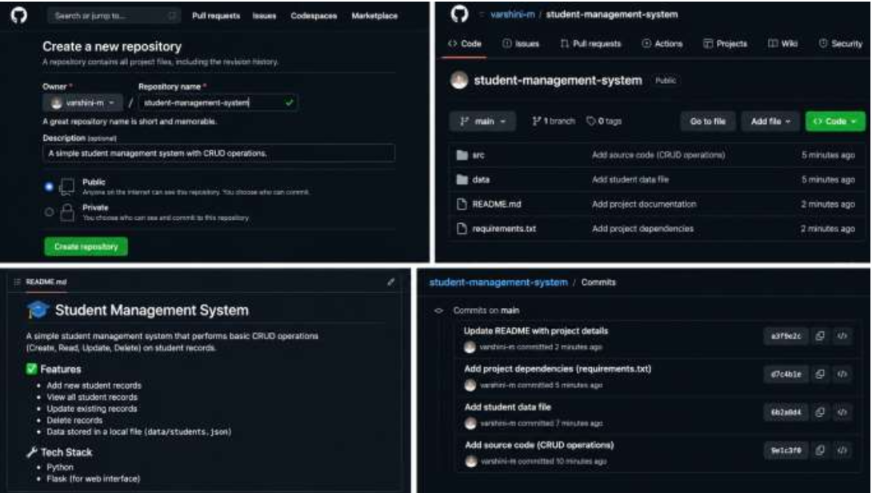 Search or jump to...
Pull requests Issues Codespaces Marketplace
Create a new repository
A repository contains all project files, including the revision history.
Owner * Repository name *
varshini-m / student-management-system
A great repository name is short and memorable.
Description (optional)
A simple student management system with CRUD operations.
Public
Anyone on the internet can see this repository. You choose who can commit.
Private
You choose who can see and commit to this repository.
Create repository
varshini-m / student-management-system
<> Code Issues Pull requests Actions Projects Wiki Security
student-management-system Public
main 1 branch 0 tags Go to file Add file <> Code
src Add source code (CRUD operations) 5 minutes ago
data Add student data file 5 minutes ago
README.md Add project documentation 2 minutes ago
requirements.txt Add project dependencies 2 minutes ago
README.md
Student Management System
A simple student management system that performs basic CRUD operations
(Create, Read, Update, Delete) on student records.
Features
• Add new student records
• View all student records
• Update existing records
• Delete records
• Data stored in a local file (data/students.json)
Tech Stack
• Python
• Flask (for web interface)
student-management-system / Commits
Commits on main
Update README with project details
varshini-m committed 2 minutes ago
a3f9e2c
Add project dependencies (requirements.txt)
varshini-m committed 5 minutes ago
d7c4b1e
Add student data file
varshini-m committed 7 minutes ago
6b2a8d4
Add source code (CRUD operations)
varshini-m committed 10 minutes ago
9e1c3f0